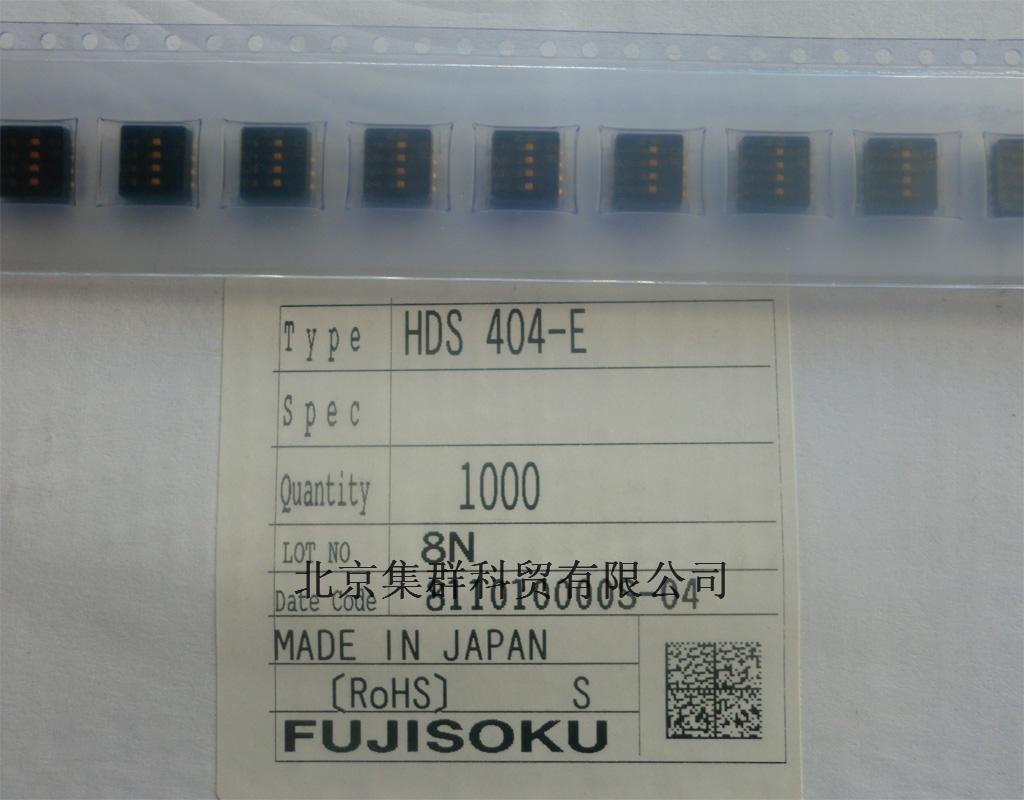 Type HDS 404-E
Spec
Quantity 1000
LOT NO 8N
北京集群科贸有限公司
Date Code
MADE IN JAPAN
(RoHS) S
FUJISOKU